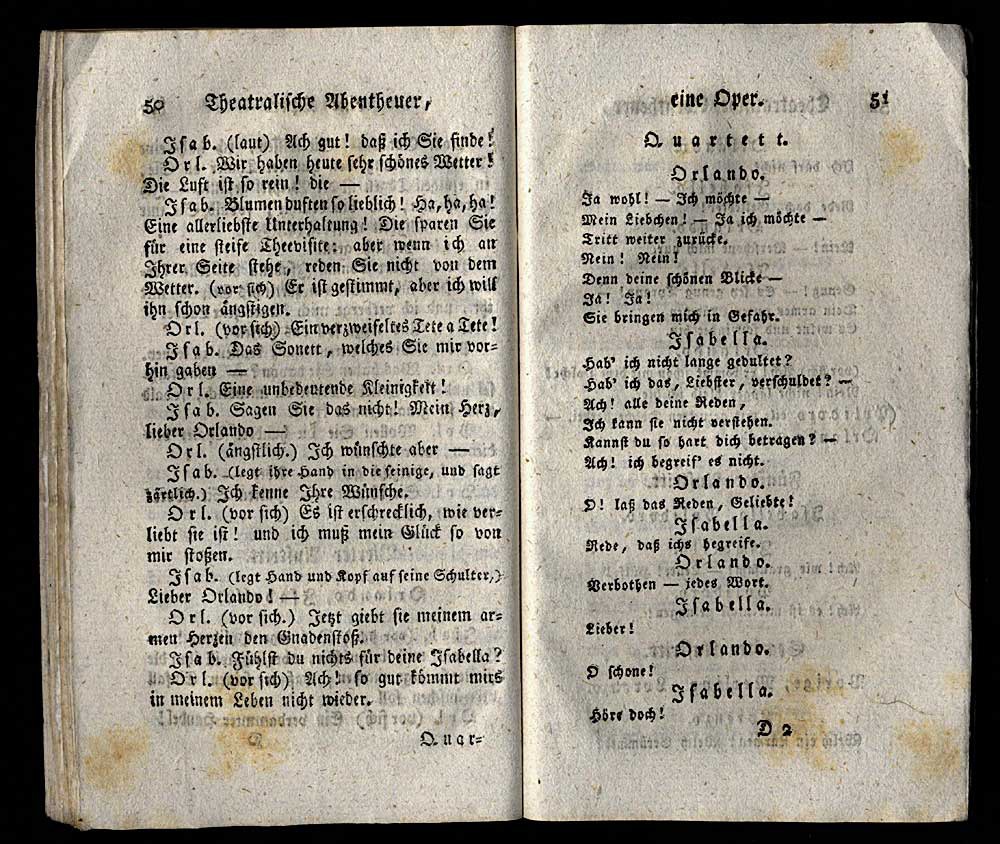 50 Theatralische Abentheuer,
Isab. (laut) Ach gut! daß ich Sie finde!
Orl. Wir haben heute sehr schönes Wetter!
Die Luft ist so rein! die —
Isab. Blumen duften so lieblich! Ha, ha, ha!
Eine allerliebste Unterhaltung! Die sparen Sie
für eine steife Theevisite: aber wenn ich an
Ihrer Seite stehe, reden Sie nicht von dem
Wetter. (vor sich) Er ist gestimmt, aber ich will
ihn schon ängstigen.
Orl. (vor sich) Ein verzweifeltes Tete a Tete!
Isab. Das Sonett, welches Sie mir vor-
hin gaben —
Orl. Eine unbedeutende Kleinigkeit!
Isab. Sagen Sie das nicht! Mein Herz,
lieber Orlando —
Orl. (ängstlich.) Ich wünschte aber —
Isab. (legt ihre Hand in die seinige, und sagt
zärtlich.) Ich kenne Ihre Wünsche.
Orl. (vor sich) Es ist erschrecklich, wie ver-
liebt sie ist! und ich muß mein Glück so von
mir stoßen.
Isab. (legt Hand und Kopf auf seine Schulter,)
Lieber Orlando! —
Orl. (vor sich.) Jetzt giebt sie meinem ar-
men Herzen den Gnadenstoß.
Isab. Fühlst du nichts für deine Isabella?
Orl. (vor sich) Ach! so gut kömmt mirs
in meinem Leben nicht wieder.
Quar-
eine Oper. 51
Quartett.
Orlando.
Ja wohl! — Ich möchte —
Mein Liebchen! — Ja ich möchte —
Tritt weiter zurücke.
Nein! Nein!
Denn deine schönen Blicke —
Ja! Ja!
Sie bringen mich in Gefahr.
Isabella.
Hab' ich nicht lange gedultet?
Hab' ich das, Liebster, verschuldet? —
Ach! alle deine Reden,
Ich kann sie nicht verstehen.
Kannst du so hart dich betragen? —
Ach! ich begreif' es nicht.
Orlando.
O! laß das Reden, Geliebte!
Isabella.
Rede, daß ichs begreife.
Orlando.
Verbothen — jedes Wort.
Isabella.
Lieber!
Orlando.
O schone!
Isabella.
Hörs doch!
D 2